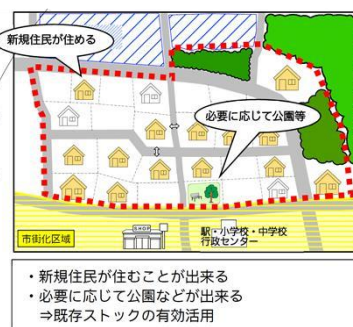 新規住民が住める
必要に応じて公園等
市街化区域
SHOP
駅・小学校・中学校
行政センター
・新規住民が住むことが出来る
・必要に応じて公園などが出来る
⇒既存ストックの有効活用